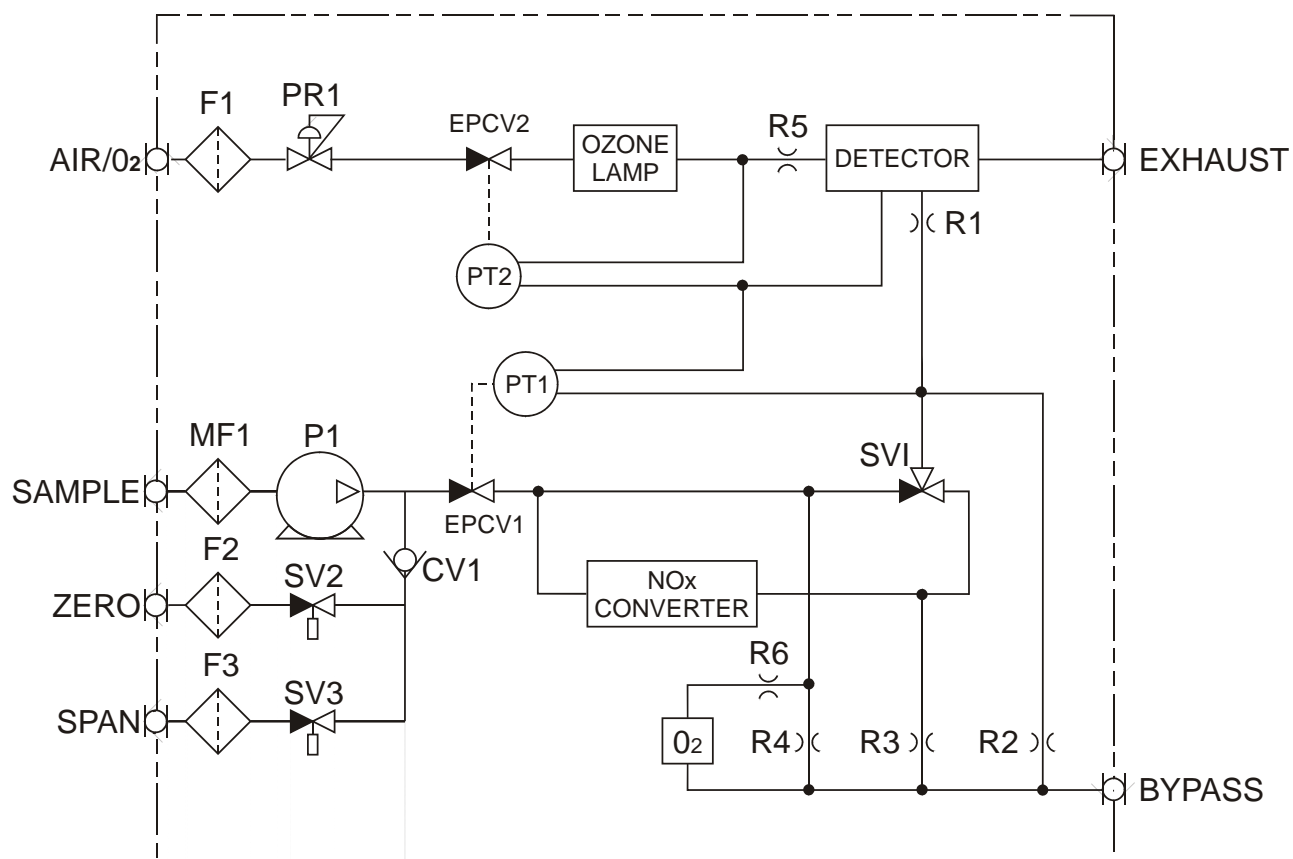 F1
PR1
EPCV2
OZONE
LAMP
R5
DETECTOR
AIR/02
EXHAUST
R1
PT2
PT1
MF1
P1
SVI
SAMPLE
EPCV1
F2
SV2
CV1
NOx
CONVERTER
ZERO
F3
SV3
R6
SPAN
02
R4
R3
R2
BYPASS